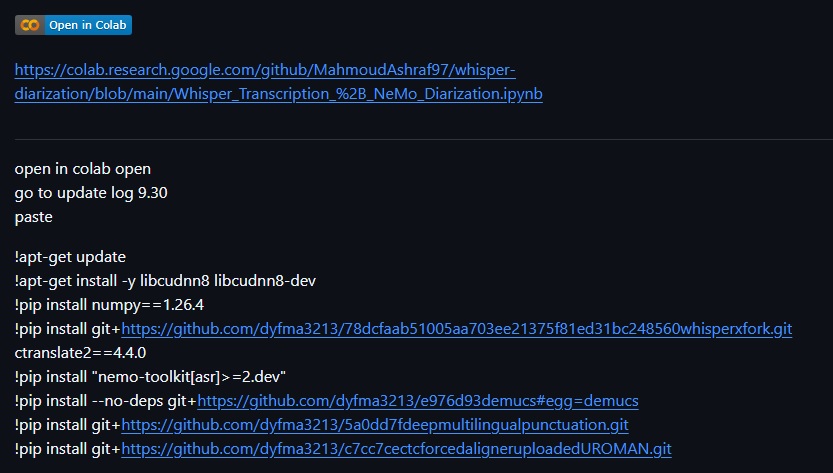 Open in Colab
https://colab.research.google.com/github/MahmoudAshraf97/whisper-
diarization/blob/main/Whisper_Transcription_%2B_NeMo_Diarization.ipynb
open in colab open
go to update log 9.30
paste
!apt-get update
!apt-get install -y libcudnn8 libcudnn8-dev
!pip install numpy==1.26.4
!pip install git+https://github.com/dyfma3213/78dcfaab51005aa703ee21375f81ed31bc248560whisperxfork.git
ctranslate2==4.4.0
!pip install "nemo-toolkit[asr]>=2.dev"
!pip install --no-deps git+https://github.com/dyfma3213/e976d93demucs#egg=demucs
!pip install git+https://github.com/dyfma3213/5a0dd7fdeepmultilingualpunctuation.git
!pip install git+https://github.com/dyfma3213/c7cc7cectcforcedaligneruploadedUROMAN.git